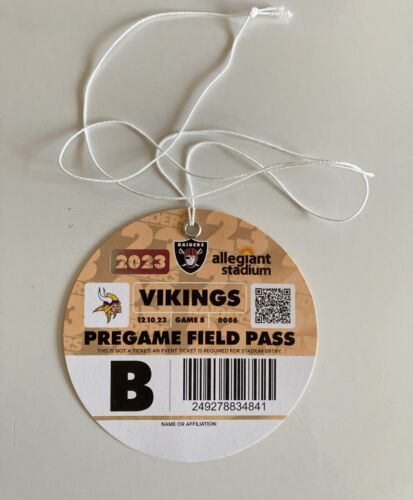 RAIDERS
2023
allegiant
stadium
VIKINGS
12.10.23 GAME 8 0006
PREGAME FIELD PASS
THIS IS NOT A TICKET. AN EVENT TICKET IS REQUIRED FOR STADIUM ENTRY.
B
249278834841
NAME OR AFFILIATION: